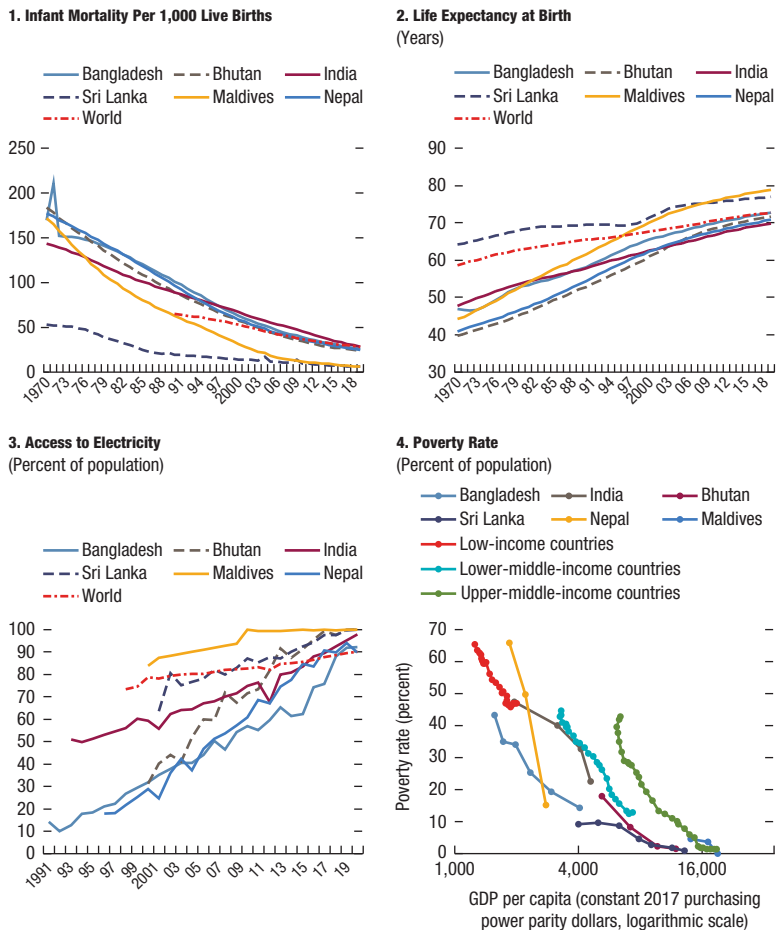 1. Infant Mortality Per 1,000 Live Births
Bangladesh Bhutan India
Sri Lanka Maldives Nepal
World
250
200
150
100
50
0
1970 73 76 79 82 85 88 91 94 97 2000 03 06 09 12 15 18
2. Life Expectancy at Birth
(Years)
Bangladesh Bhutan India
Sri Lanka Maldives Nepal
World
90
80
70
60
50
40
30
1970 73 76 79 82 85 88 91 94 97 2000 03 06 09 12 15 18
3. Access to Electricity
(Percent of population)
Bangladesh Bhutan India
Sri Lanka Maldives Nepal
World
100
90
80
70
60
50
40
30
20
10
0
1991 93 95 97 99 2001 03 05 07 09 11 13 15 17 19
4. Poverty Rate
(Percent of population)
Bangladesh India Bhutan
Sri Lanka Nepal Maldives
Low-income countries
Lower-middle-income countries
Upper-middle-income countries
Poverty rate (percent)
70
60
50
40
30
20
10
0
1,000 4,000 16,000
GDP per capita (constant 2017 purchasing
power parity dollars, logarithmic scale)